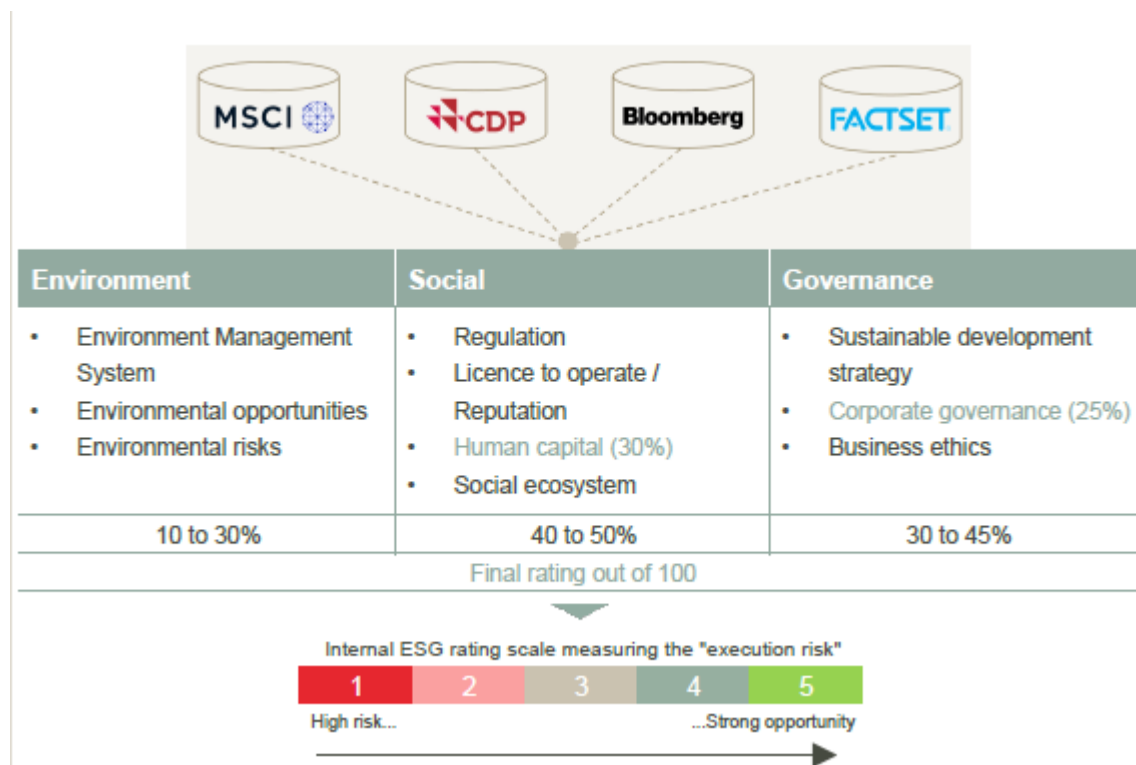 MSCI
CDP
Bloomberg
FACTSET
Environment
Social
Governance
• Environment Management
System
• Environmental opportunities
• Environmental risks
• Regulation
• Licence to operate /
Reputation
• Human capital (30%)
• Social ecosystem
• Sustainable development
strategy
• Corporate governance (25%)
• Business ethics
10 to 30%
40 to 50%
30 to 45%
Final rating out of 100
Internal ESG rating scale measuring the "execution risk"
1
2
3
4
5
High risk...
...Strong opportunity